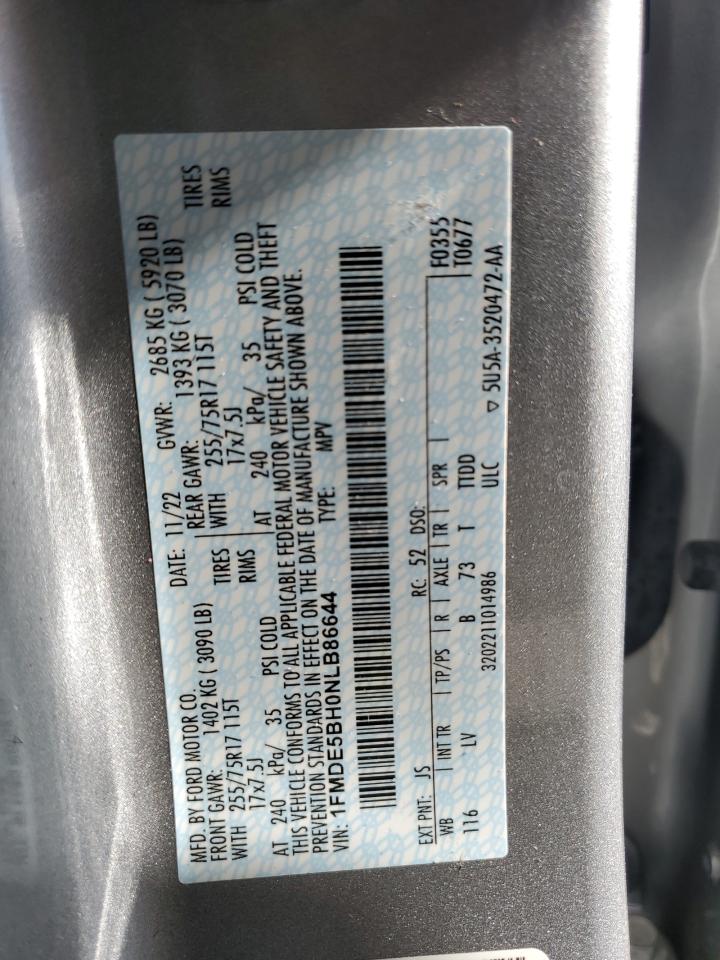 MFD. BY FORD MOTOR CO.
DATE: 11/22 GVWR: 2685 KG ( 5920 LB)
FRONT GAWR: 1402 KG ( 3090 LB) REAR GAWR: 1393 KG ( 3070 LB)
WITH 255/75R17 115T TIRES WITH 255/75R17 115T TIRES
17x7.5J RIMS 17x7.5J RIMS
AT 240 kPa/ 35 PSI COLD AT 240 kPa/ 35 PSI COLD
THIS VEHICLE CONFORMS TO ALL APPLICABLE FEDERAL MOTOR VEHICLE SAFETY AND THEFT
PREVENTION STANDARDS IN EFFECT ON THE DATE OF MANUFACTURE SHOWN ABOVE.
VIN: 1FMDE5BH0NLB86644 TYPE: MPV
F0355
T0677
EXT PNT: JS RC: 52 DSO:
WB INT TR TP/PS R AXLE TR SPR
116 LV B 73 T TIDD
3202211014986 ULC ▽ 5U5A-3520472-AA